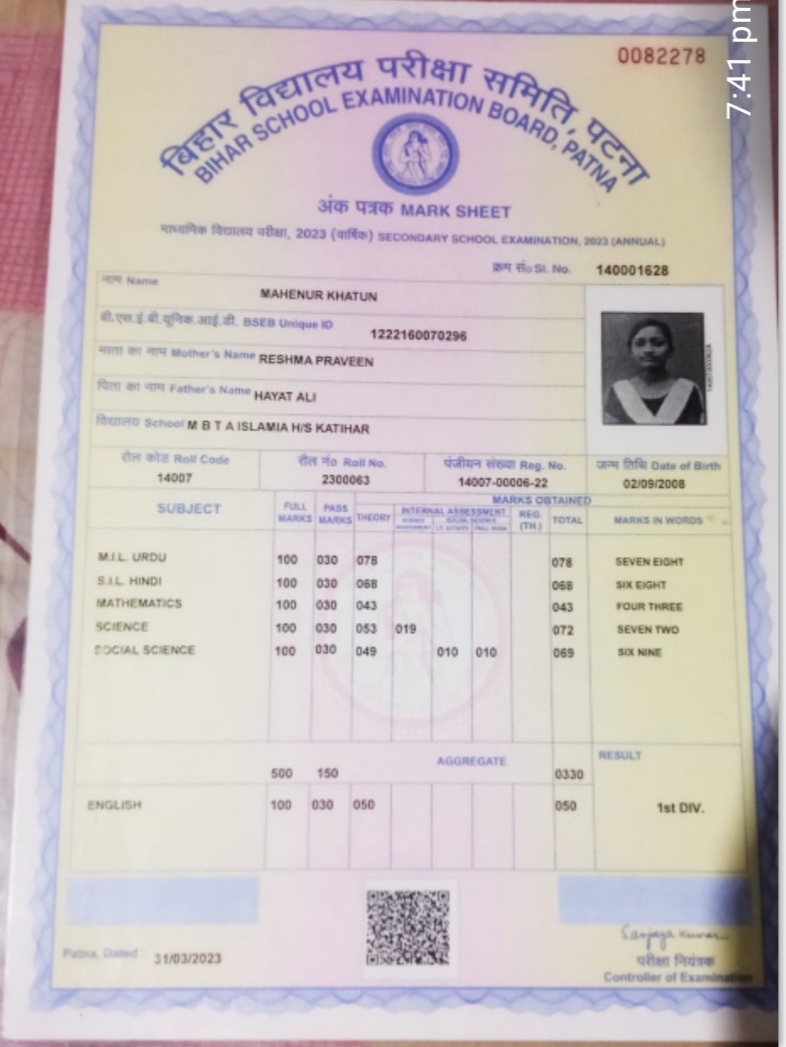 7:41 pm
0082278
बिहार विद्यालय परीक्षा समिति, पटना
BIHAR SCHOOL EXAMINATION BOARD, PATNA
अंक पत्रक MARK SHEET
माध्यमिक विद्यालय परीक्षा, 2023 (वार्षिक) SECONDARY SCHOOL EXAMINATION, 2023 (ANNUAL)
क्रम सं० Sl. No. 140001628
नाम Name MAHENUR KHATUN
बी.एस.ई.बी.यूनिक.आई.डी. BSEB Unique ID 1222160070296
माता का नाम Mother's Name RESHMA PRAVEEN
पिता का नाम Father's Name HAYAT ALI
विद्यालय School M B T A ISLAMIA H/S KATIHAR
रौल कोड Roll Code रौल नं० Roll No. पंजीयन संख्या Reg. No. जन्म तिथि Date of Birth
14007 2300063 14007-00006-22 02/09/2008
SUBJECT FULL MARKS PASS MARKS THEORY INTERNAL ASSESSMENT REG. (TH.) MARKS OBTAINED TOTAL MARKS IN WORDS
M.I.L. URDU 100 030 078 078 SEVEN EIGHT
S.I.L. HINDI 100 030 068 068 SIX EIGHT
MATHEMATICS 100 030 043 043 FOUR THREE
SCIENCE 100 030 053 019 072 SEVEN TWO
SOCIAL SCIENCE 100 030 049 010 010 069 SIX NINE
AGGREGATE RESULT
500 150 0330
ENGLISH 100 030 050 050 1st DIV.
Sanjaya Kumar
Patna, Dated : 31/03/2023
परीक्षा नियंत्रक
Controller of Examination